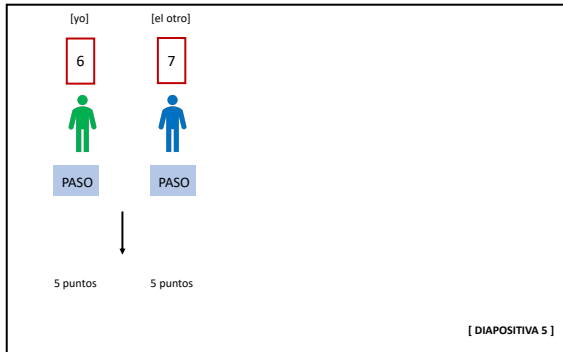 [yo] [el otro]
6 7
PASO PASO
5 puntos 5 puntos
[ DIAPOSITIVA 5 ]